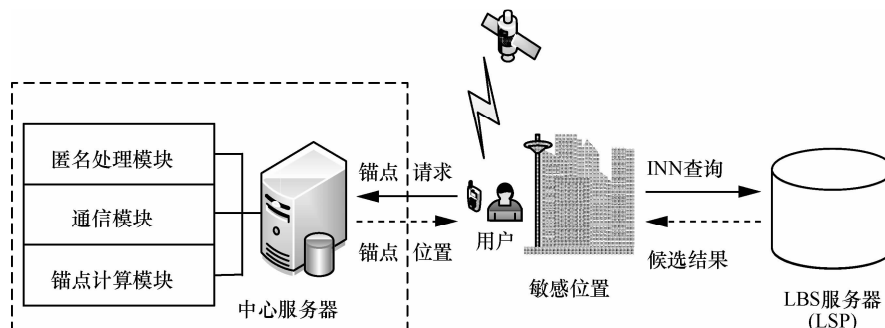 匿名处理模块
通信模块
锚点计算模块
中心服务器
锚点 请求
锚点 位置
用户
敏感位置
INN查询
候选结果
LBS服务器
(LSP)